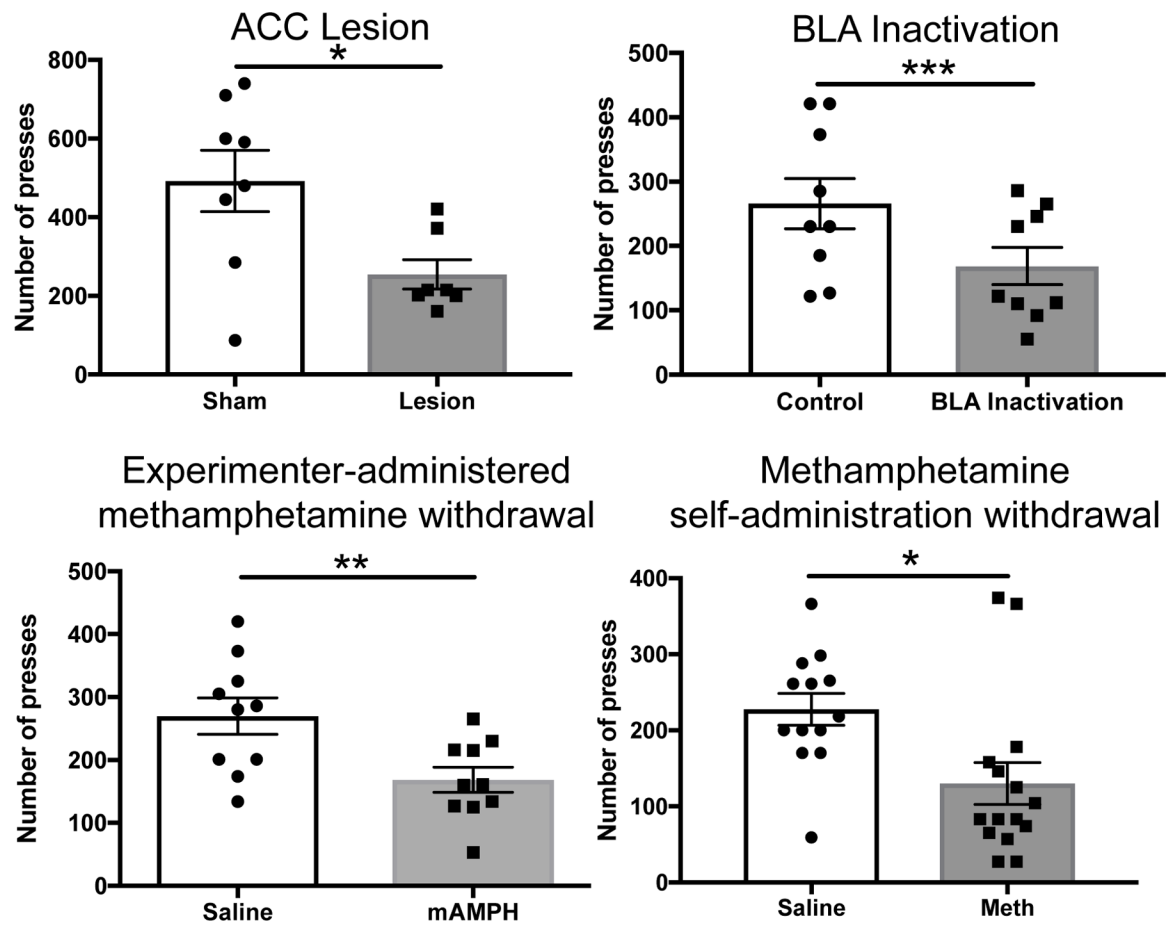 ACC Lesion
*
800
600
400
200
0
Number of presses
Sham
Lesion
BLA Inactivation
***
500
400
300
200
100
0
Number of presses
Control
BLA Inactivation
Experimenter-administered
methamphetamine withdrawal
**
500
400
300
200
100
0
Number of presses
Saline
mAMPH
Methamphetamine
self-administration withdrawal
*
400
300
200
100
0
Number of presses
Saline
Meth